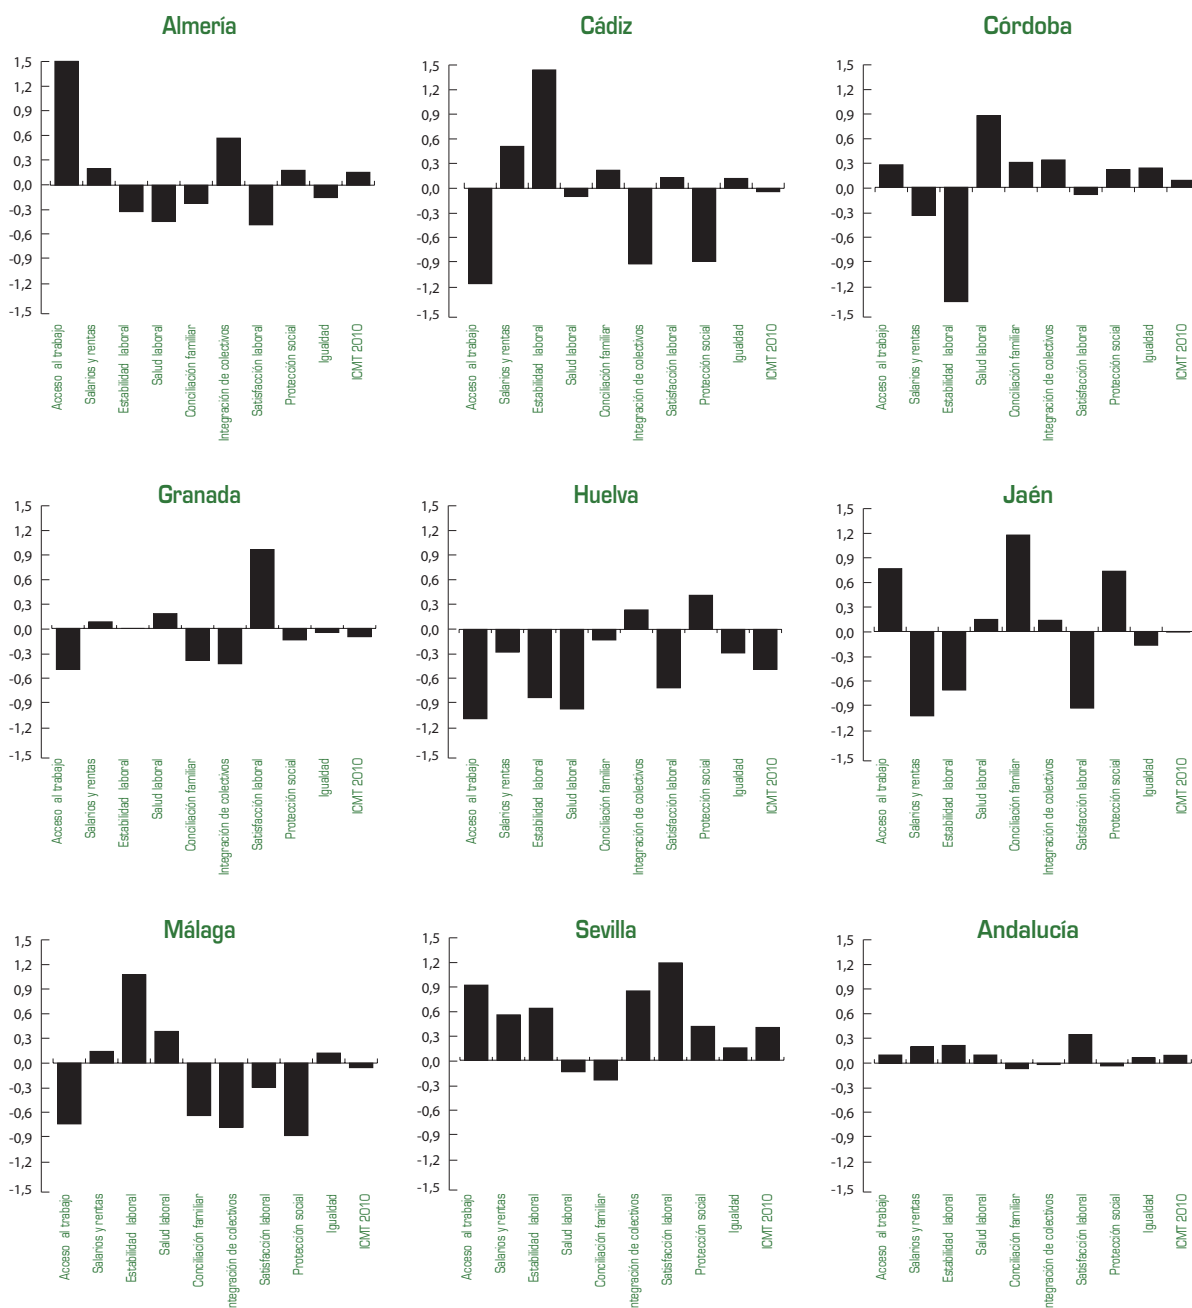 Almería
1,5
1,2
0,9
0,6
0,3
0,0
-0,3
-0,6
-0,9
-1,2
-1,5
Acceso al trabajo
Salarios y rentas
Estabilidad laboral
Salud laboral
Conciliación familiar
Integración de colectivos
Satisfacción laboral
Protección social
Igualdad
ICMT 2010
Cádiz
1,5
1,2
0,9
0,6
0,3
0,0
-0,3
-0,6
-0,9
-1,2
-1,5
Acceso al trabajo
Salarios y rentas
Estabilidad laboral
Salud laboral
Conciliación familiar
Integración de colectivos
Satisfacción laboral
Protección social
Igualdad
ICMT 2010
Córdoba
1,5
1,2
0,9
0,6
0,3
0,0
-0,3
-0,6
-0,9
-1,2
-1,5
Acceso al trabajo
Salarios y rentas
Estabilidad laboral
Salud laboral
Conciliación familiar
Integración de colectivos
Satisfacción laboral
Protección social
Igualdad
ICMT 2010
Granada
1,5
1,2
0,9
0,6
0,3
0,0
-0,3
-0,6
-0,9
-1,2
-1,5
Acceso al trabajo
Salarios y rentas
Estabilidad laboral
Salud laboral
Conciliación familiar
Integración de colectivos
Satisfacción laboral
Protección social
Igualdad
ICMT 2010
Huelva
1,5
1,2
0,9
0,6
0,3
0,0
-0,3
-0,6
-0,9
-1,2
-1,5
Acceso al trabajo
Salarios y rentas
Estabilidad laboral
Salud laboral
Conciliación familiar
Integración de colectivos
Satisfacción laboral
Protección social
Igualdad
ICMT 2010
Jaén
1,5
1,2
0,9
0,6
0,3
0,0
-0,3
-0,6
-0,9
-1,2
-1,5
Acceso al trabajo
Salarios y rentas
Estabilidad laboral
Salud laboral
Conciliación familiar
Integración de colectivos
Satisfacción laboral
Protección social
Igualdad
ICMT 2010
Málaga
1,5
1,2
0,9
0,6
0,3
0,0
-0,3
-0,6
-0,9
-1,2
-1,5
Acceso al trabajo
Salarios y rentas
Estabilidad laboral
Salud laboral
Conciliación familiar
ntegración de colectivos
Satisfacción laboral
Protección social
Igualdad
ICMT 2010
Sevilla
1,5
1,2
0,9
0,6
0,3
0,0
-0,3
-0,6
-0,9
-1,2
-1,5
Acceso al trabajo
Salarios y rentas
Estabilidad laboral
Salud laboral
Conciliación familiar
ntegración de colectivos
Satisfacción laboral
Protección social
Igualdad
ICMT 2010
Andalucía
1,5
1,2
0,9
0,6
0,3
0,0
-0,3
-0,6
-0,9
-1,2
-1,5
Acceso al trabajo
Salarios y rentas
Estabilidad laboral
Salud laboral
Conciliación familiar
ntegración de colectivos
Satisfacción laboral
Protección social
Igualdad
ICMT 2010